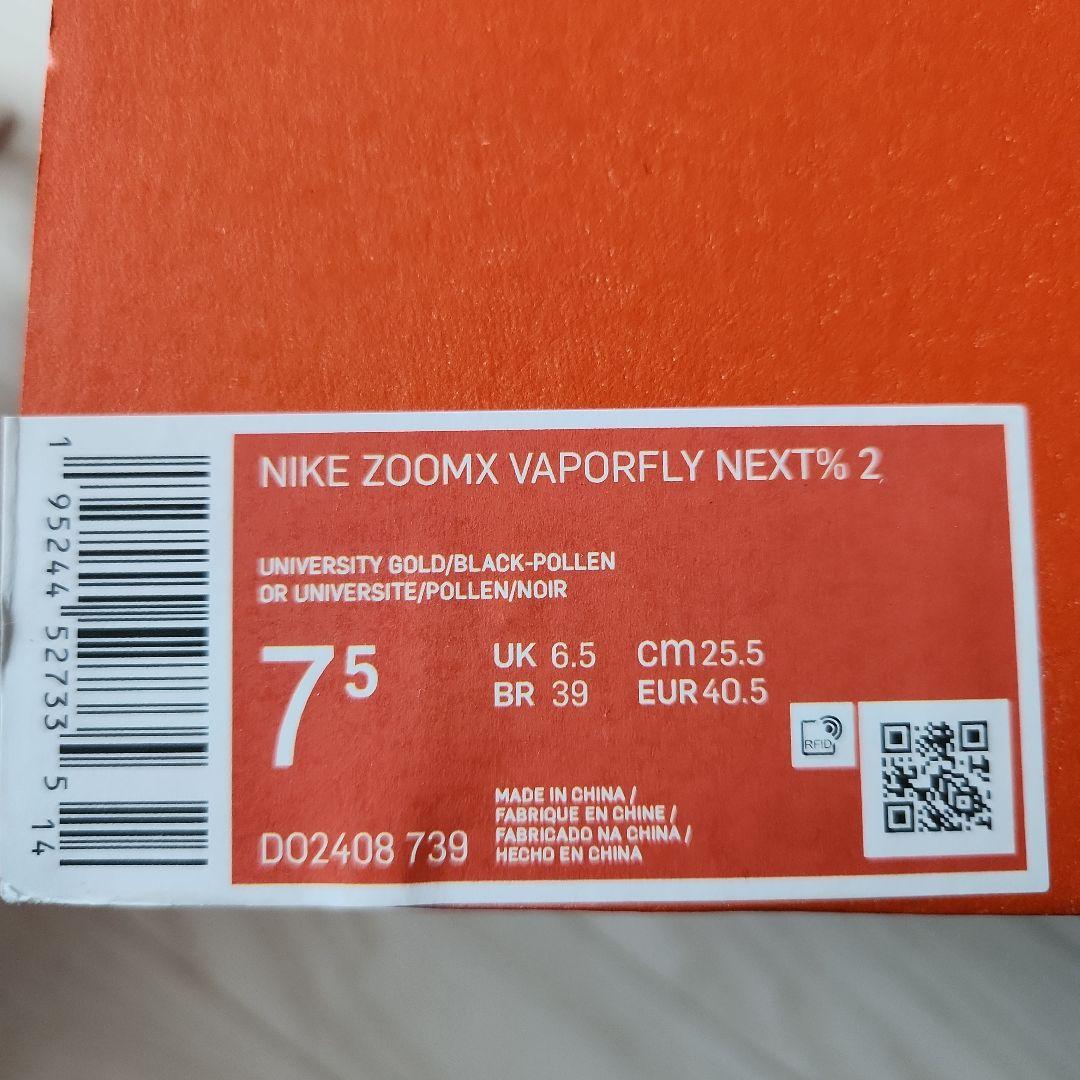 NIKE ZOOMX VAPORFLY NEXT% 2
UNIVERSITY GOLD/BLACK-POLLEN
OR UNIVERSITE/POLLEN/NOIR
7 5
UK 6.5 cm 25.5
BR 39 EUR 40.5
RFID
MADE IN CHINA /
FABRIQUE EN CHINE /
FABRICADO NA CHINA /
HECHO EN CHINA
DO2408 739
1 95244 52733 5 14